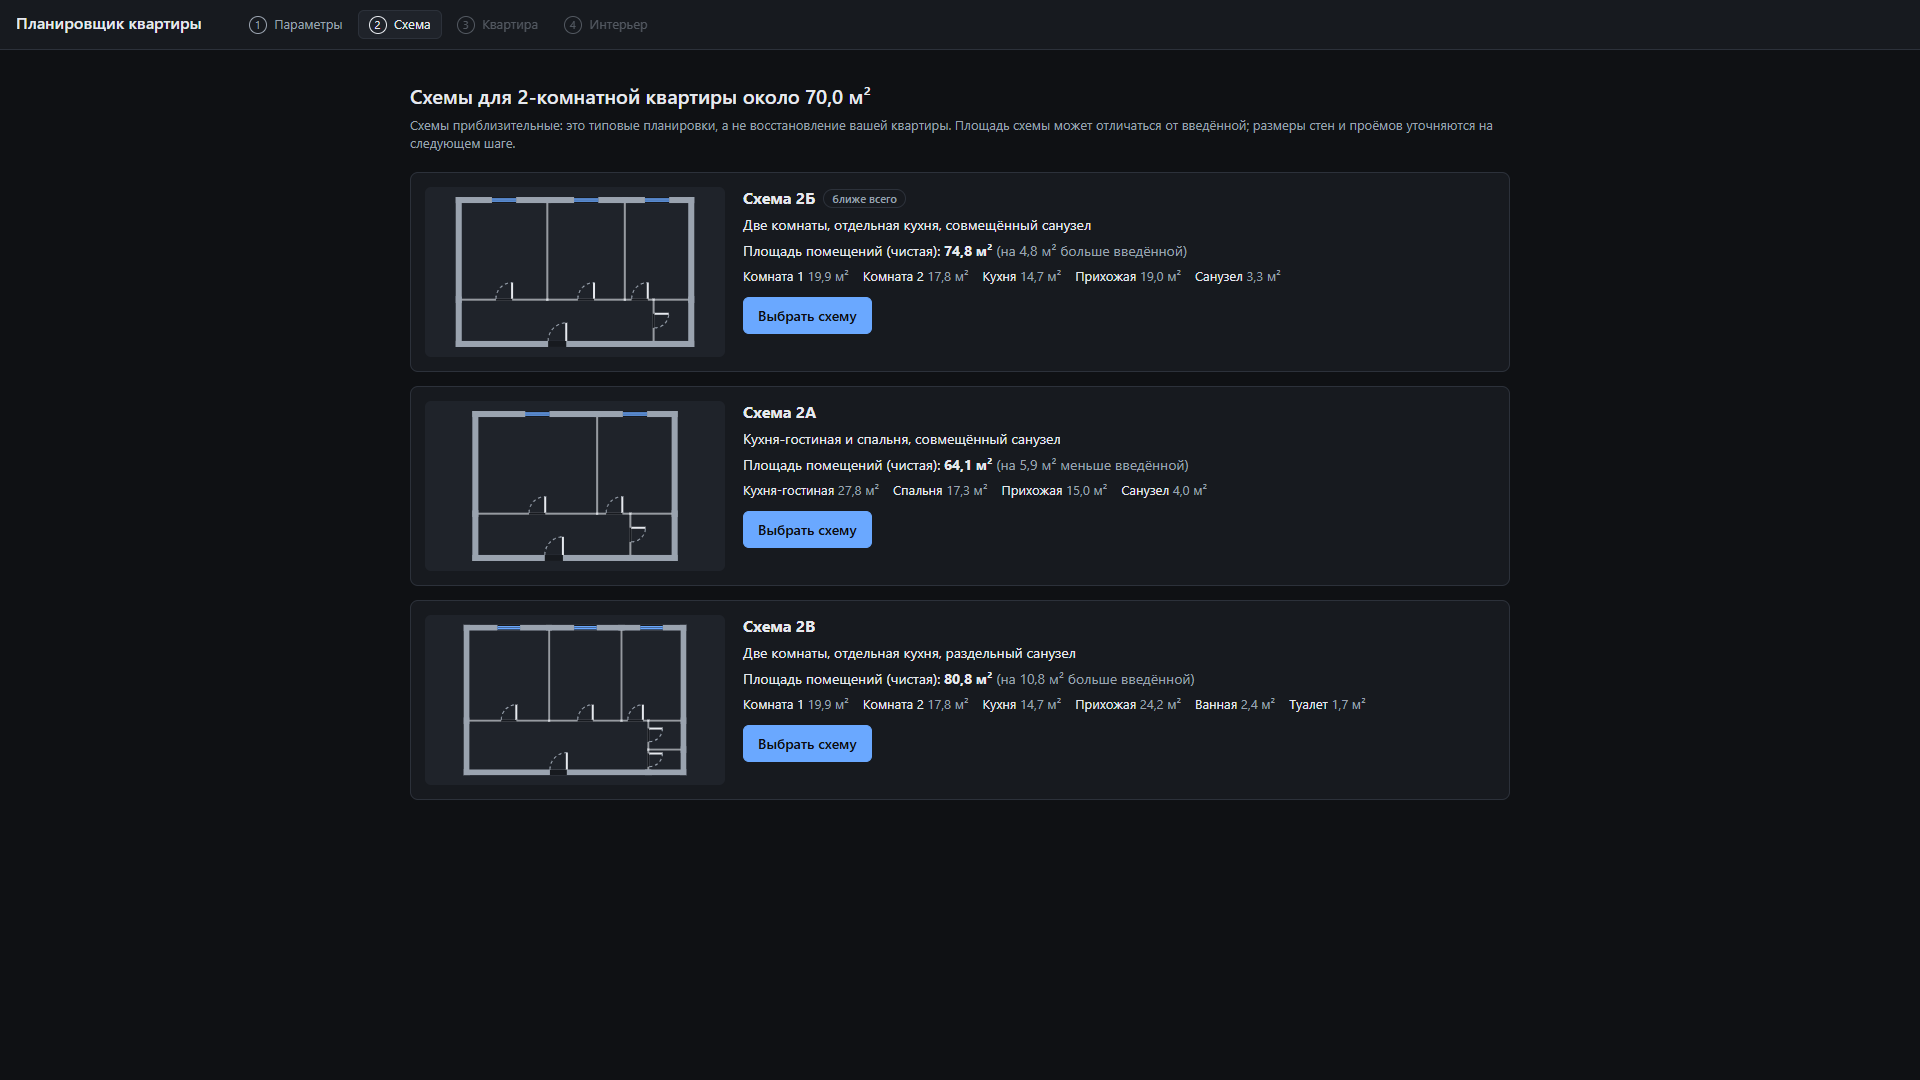 Планировщик квартиры
1 Параметры
2 Схема
3 Квартира
4 Интерьер
Схемы для 2-комнатной квартиры около 70,0 м²
Схемы приблизительные: это типовые планировки, а не восстановление вашей квартиры. Площадь схемы может отличаться от введённой; размеры стен и проёмов уточняются на
следующем шаге.
Схема 2Б ближе всего
Две комнаты, отдельная кухня, совмещённый санузел
Площадь помещений (чистая): 74,8 м² (на 4,8 м² больше введённой)
Комната 1 19,9 м² Комната 2 17,8 м² Кухня 14,7 м² Прихожая 19,0 м² Санузел 3,3 м²
Выбрать схему
Схема 2А
Кухня-гостиная и спальня, совмещённый санузел
Площадь помещений (чистая): 64,1 м² (на 5,9 м² меньше введённой)
Кухня-гостиная 27,8 м² Спальня 17,3 м² Прихожая 15,0 м² Санузел 4,0 м²
Выбрать схему
Схема 2В
Две комнаты, отдельная кухня, раздельный санузел
Площадь помещений (чистая): 80,8 м² (на 10,8 м² больше введённой)
Комната 1 19,9 м² Комната 2 17,8 м² Кухня 14,7 м² Прихожая 24,2 м² Ванная 2,4 м² Туалет 1,7 м²
Выбрать схему